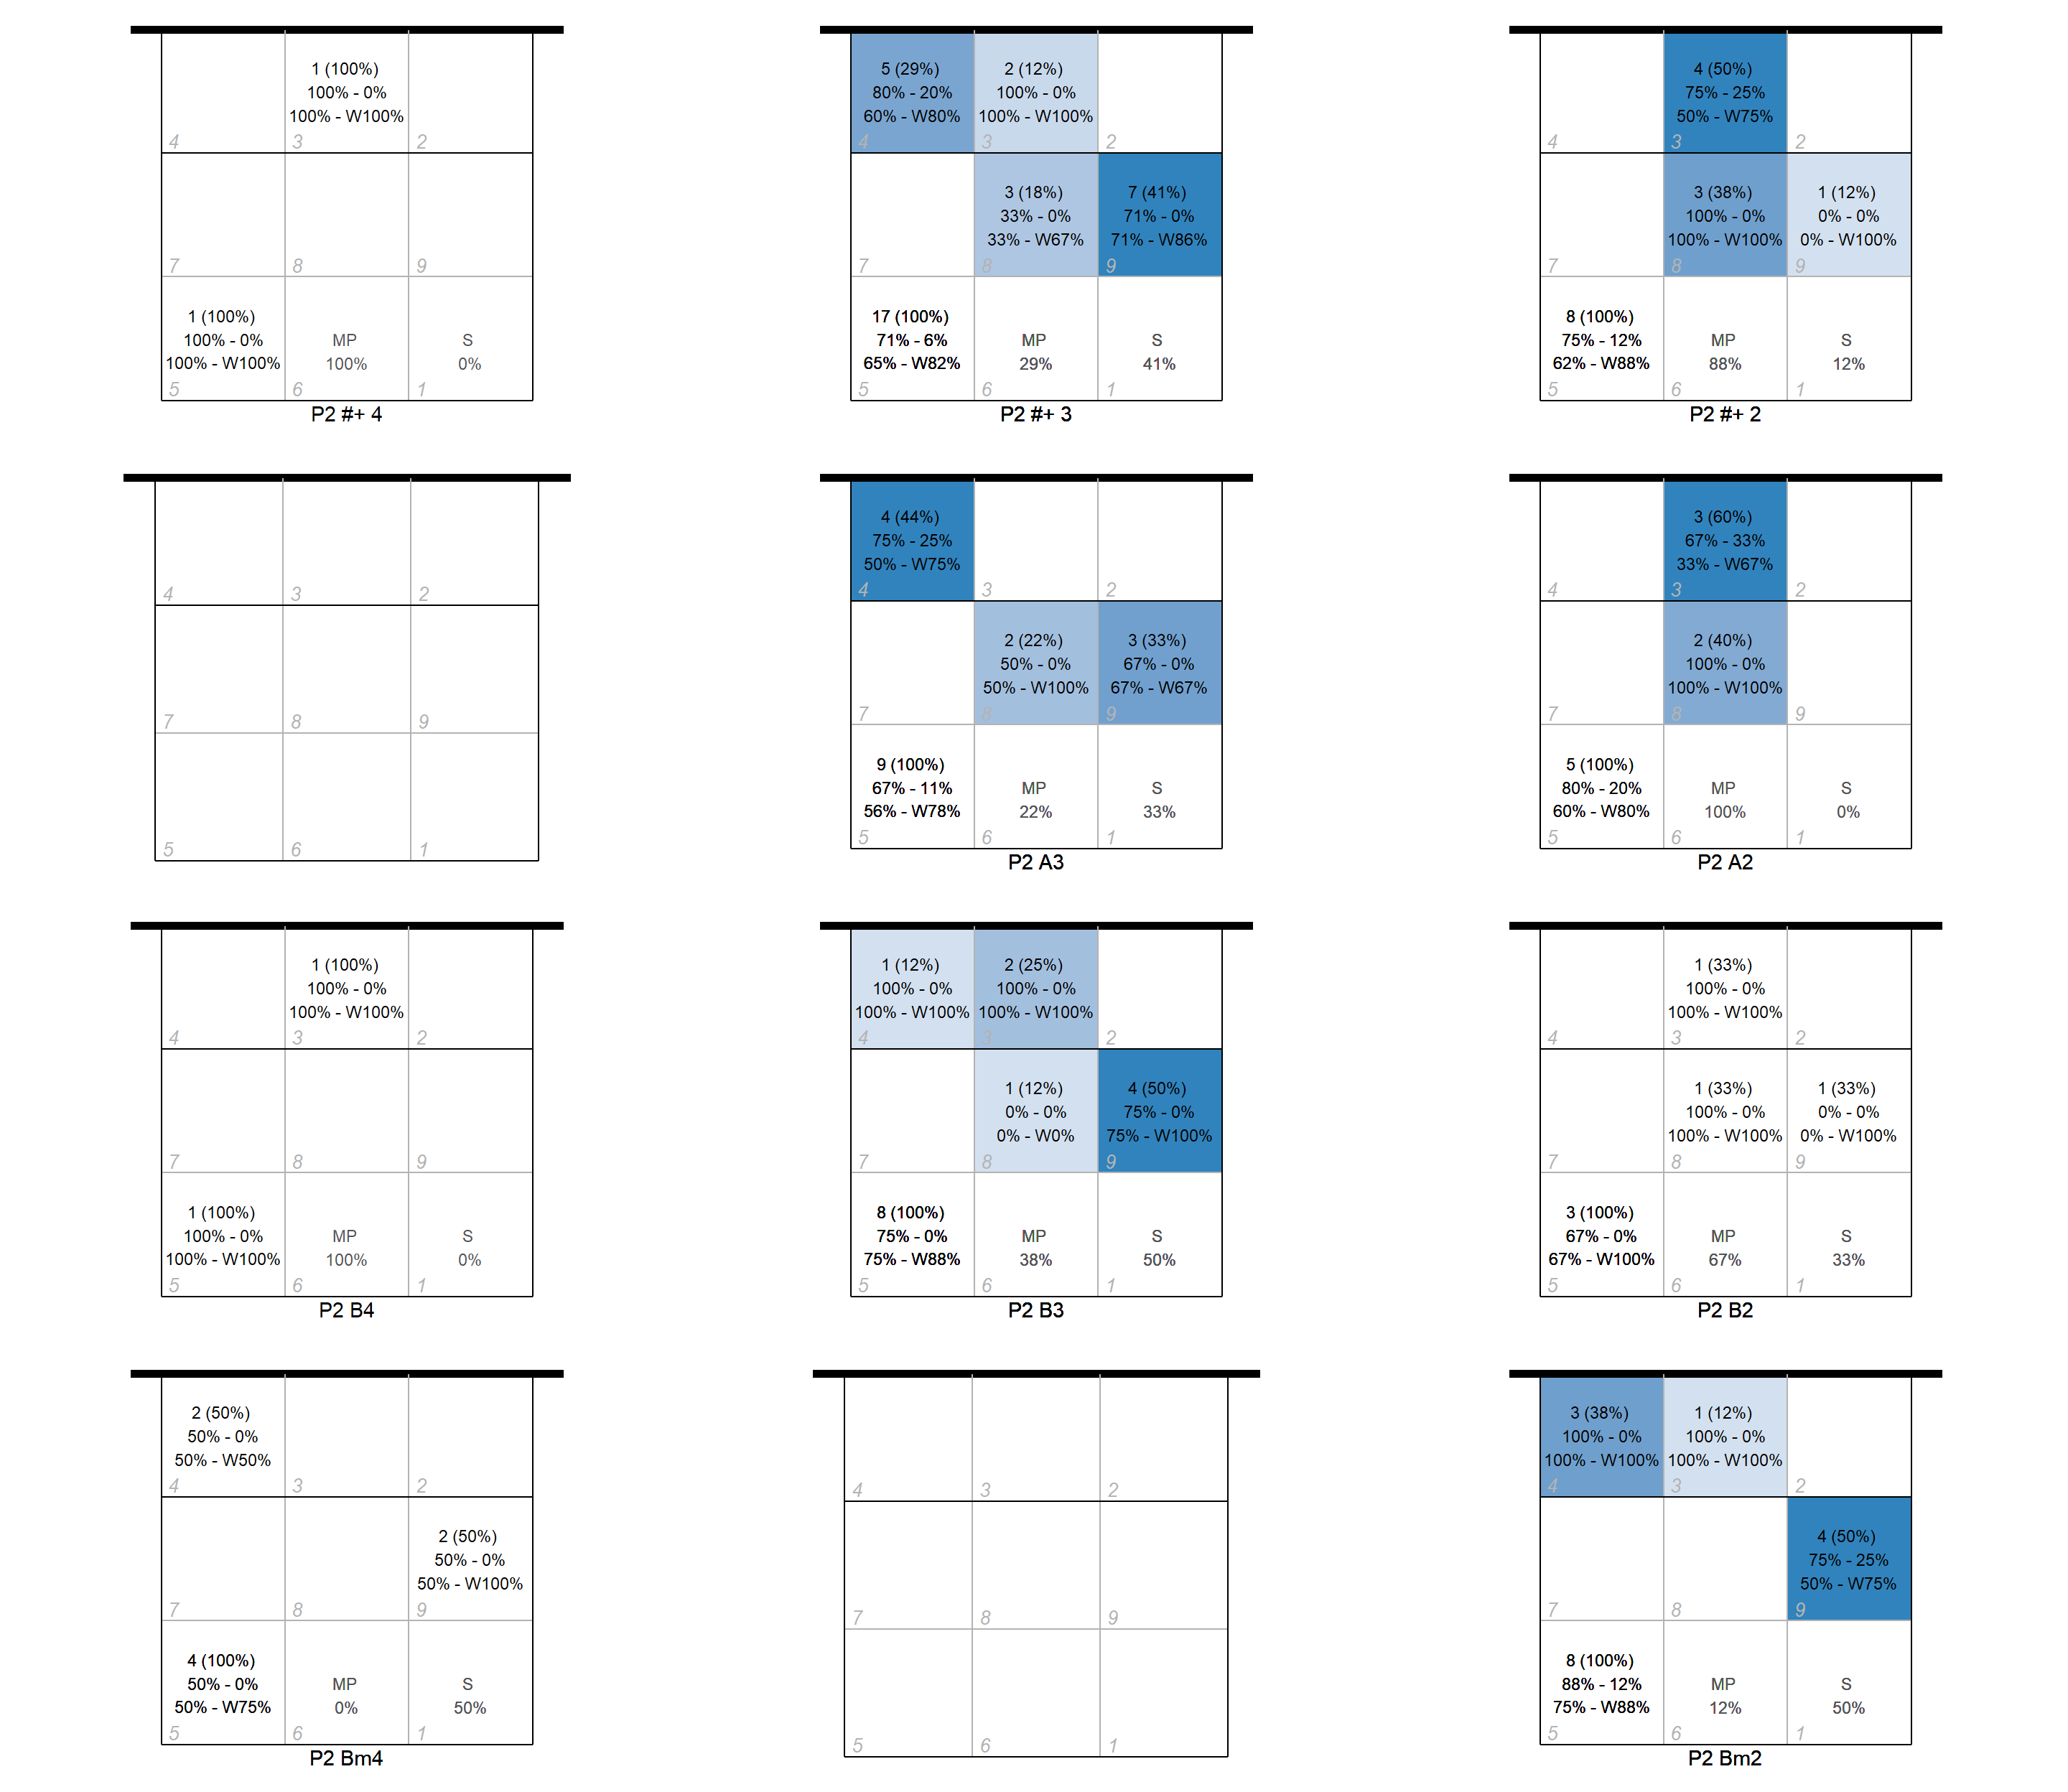 1 (100%)
100% - 0%
100% - W100%
4
3
2
7
8
9
1 (100%)
100% - 0%
100% - W100%
MP
100%
S
0%
5
6
1
P2 #+ 4
5 (29%)
80% - 20%
60% - W80%
2 (12%)
100% - 0%
100% - W100%
4
3
2
3 (18%)
33% - 0%
33% - W67%
7 (41%)
71% - 0%
71% - W86%
7
8
9
17 (100%)
71% - 6%
65% - W82%
MP
29%
S
41%
5
6
1
P2 #+ 3
4 (50%)
75% - 25%
50% - W75%
4
3
2
3 (38%)
100% - 0%
100% - W100%
1 (12%)
0% - 0%
0% - W100%
7
8
9
8 (100%)
75% - 12%
62% - W88%
MP
88%
S
12%
5
6
1
P2 #+ 2
4
3
2
7
8
9
5
6
1
4 (44%)
75% - 25%
50% - W75%
4
3
2
2 (22%)
50% - 0%
50% - W100%
3 (33%)
67% - 0%
67% - W67%
7
8
9
9 (100%)
67% - 11%
56% - W78%
MP
22%
S
33%
5
6
1
P2 A3
3 (60%)
67% - 33%
33% - W67%
4
3
2
2 (40%)
100% - 0%
100% - W100%
7
8
9
5 (100%)
80% - 20%
60% - W80%
MP
100%
S
0%
5
6
1
P2 A2
1 (100%)
100% - 0%
100% - W100%
4
3
2
7
8
9
1 (100%)
100% - 0%
100% - W100%
MP
100%
S
0%
5
6
1
P2 B4
1 (12%)
100% - 0%
100% - W100%
2 (25%)
100% - 0%
100% - W100%
4
3
2
1 (12%)
0% - 0%
0% - W0%
4 (50%)
75% - 0%
75% - W100%
7
8
9
8 (100%)
75% - 0%
75% - W88%
MP
38%
S
50%
5
6
1
P2 B3
1 (33%)
100% - 0%
100% - W100%
4
3
2
1 (33%)
100% - 0%
100% - W100%
1 (33%)
0% - 0%
0% - W100%
7
8
9
3 (100%)
67% - 0%
67% - W100%
MP
67%
S
33%
5
6
1
P2 B2
2 (50%)
50% - 0%
50% - W50%
4
3
2
2 (50%)
50% - 0%
50% - W100%
7
8
9
4 (100%)
50% - 0%
50% - W75%
MP
0%
S
50%
5
6
1
P2 Bm4
4
3
2
7
8
9
5
6
1
3 (38%)
100% - 0%
100% - W100%
1 (12%)
100% - 0%
100% - W100%
4
3
2
4 (50%)
75% - 25%
50% - W75%
7
8
9
8 (100%)
88% - 12%
75% - W88%
MP
12%
S
50%
5
6
1
P2 Bm2